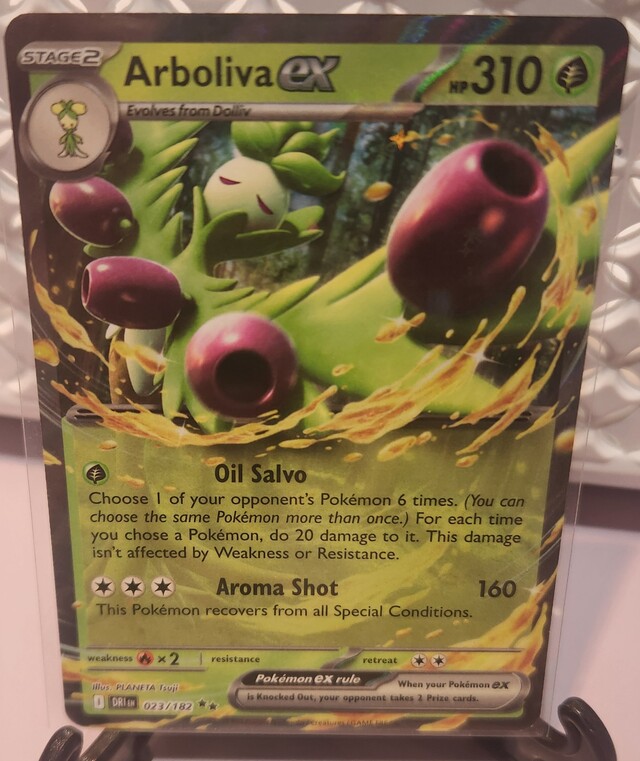 STAGE2
Arboliva ex HP 310
Evolves from Dolliv
Oil Salvo
Choose 1 of your opponent's Pokémon 6 times. (You can
choose the same Pokémon more than once.) For each time
you chose a Pokémon, do 20 damage to it. This damage
isn't affected by Weakness or Resistance.
Aroma Shot 160
This Pokémon recovers from all Special Conditions.
weakness ×2 resistance retreat
Pokémon ex rule When your Pokémon ex
is Knocked Out, your opponent takes 2 Prize cards.
Illus. PLANETA Tsuji
I DRI EN 023/182